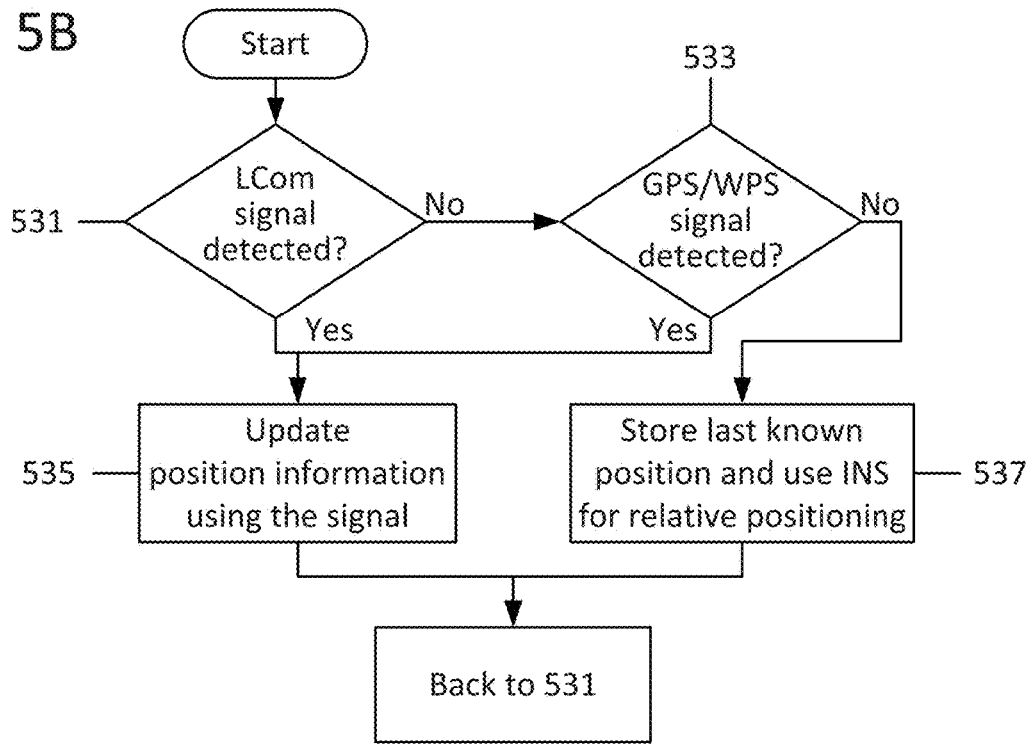 5B
Start
533
531
LCom
signal
detected?
No
GPS/WPS
signal
detected?
No
Yes
Yes
535
Update
position information
using the signal
Store last known
position and use INS
for relative positioning
537
Back to 531